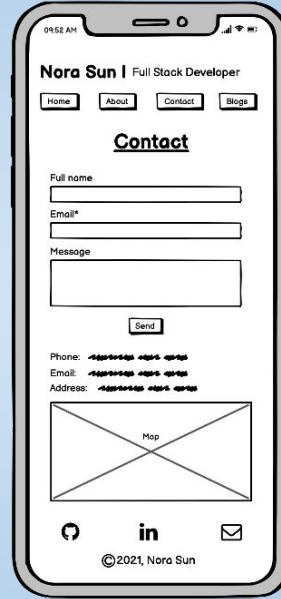 09:52 AM
Nora Sun | Full Stack Developer
Home About Contact Blogs
Contact
Full name
Email*
Message
Send
Phone:
Email:
Address:
Map
in
©2021, Nora Sun